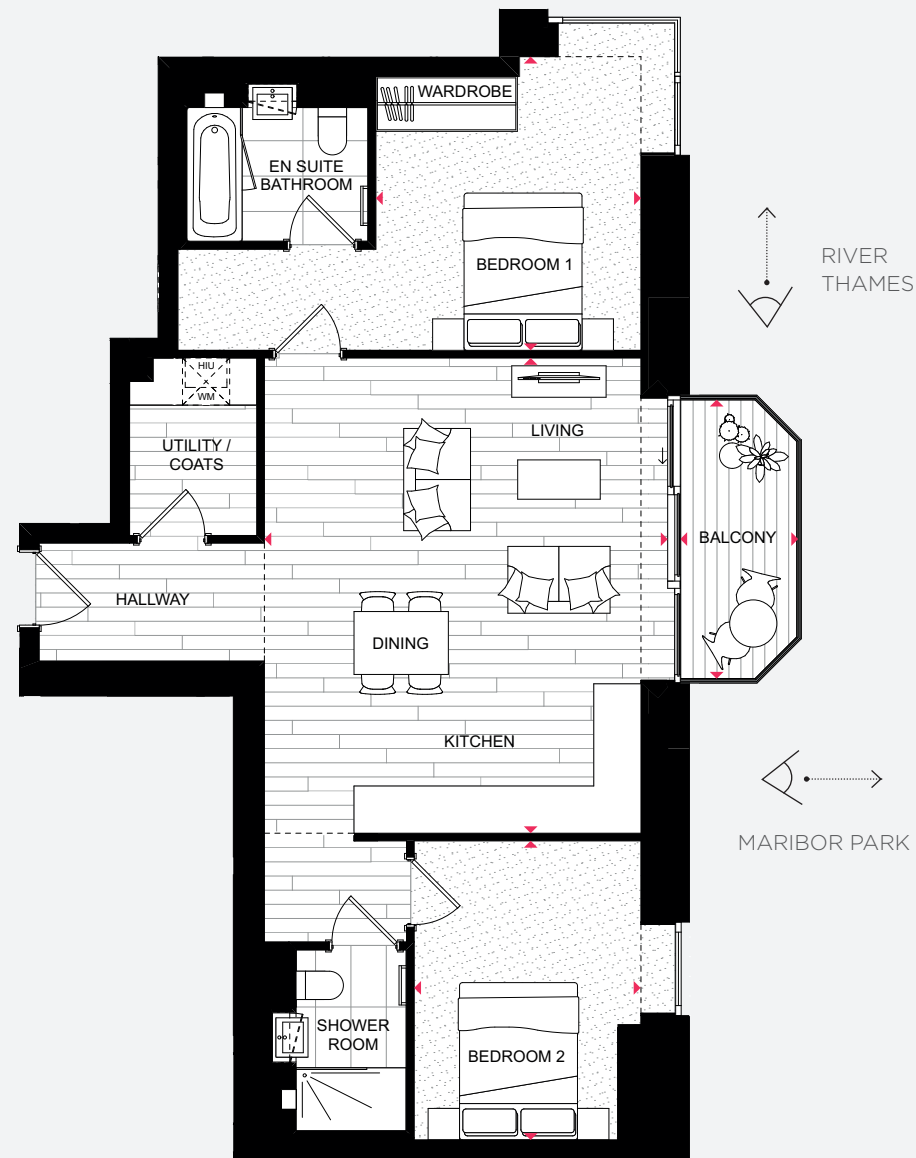 WARDROBE
EN SUITE
BATHROOM
BEDROOM 1
RIVER
THAMES
HIU
WM
UTILITY /
COATS
LIVING
BALCONY
HALLWAY
DINING
KITCHEN
MARIBOR PARK
SHOWER
ROOM
BEDROOM 2